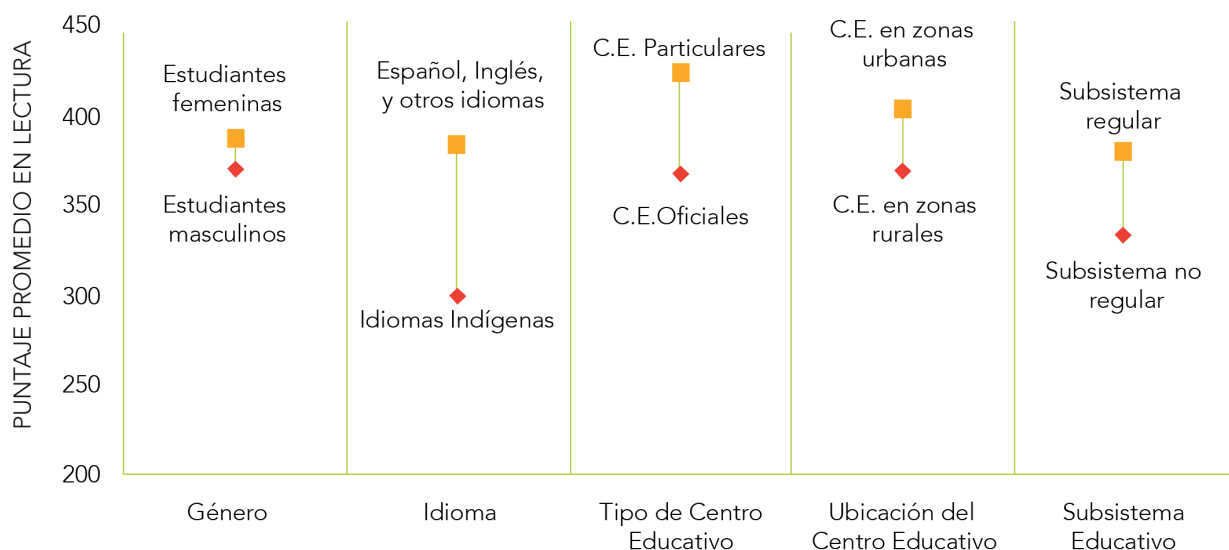 PUNTAJE PROMEDIO EN LECTURA
450
400
350
300
250
200
Estudiantes
femeninas
Estudiantes
masculinos
Español, Inglés,
y otros idiomas
Idiomas Indígenas
C.E. Particulares
C.E.Oficiales
C.E. en zonas
urbanas
C.E. en zonas
rurales
Subsistema
regular
Subsistema no
regular
Género
Idioma
Tipo de Centro
Educativo
Ubicación del
Centro Educativo
Subsistema
Educativo